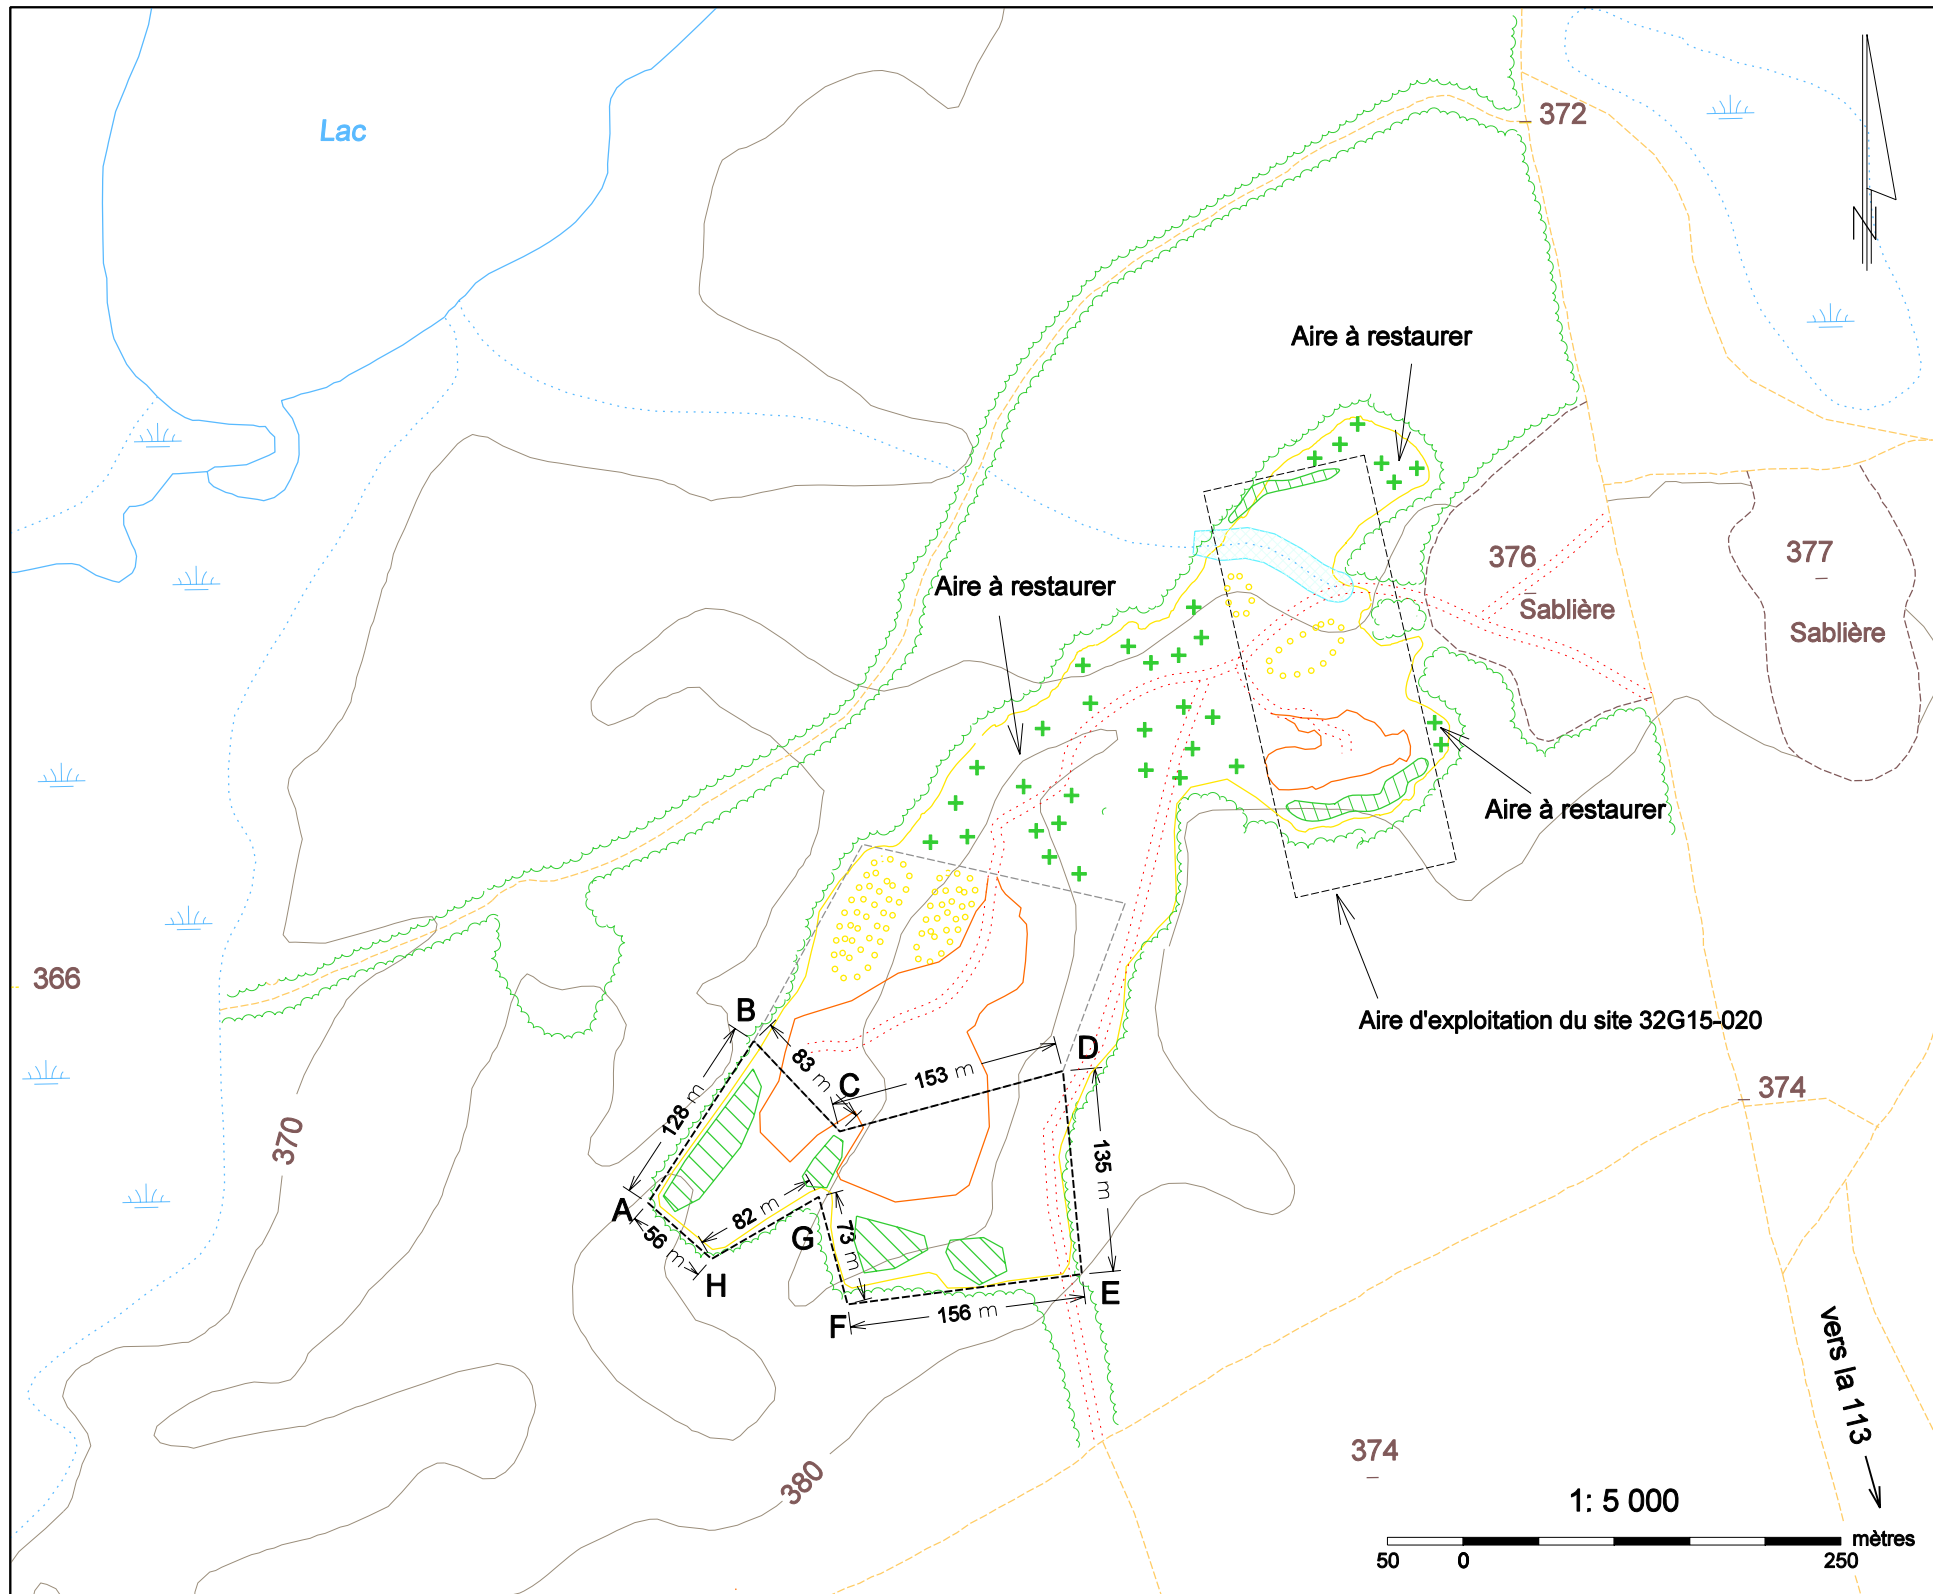 372
Lac
Aire à restaurer
376
377
Sablière
Sablière
Aire à restaurer
Aire à restaurer
366
B
Aire d'exploitation du site 32G15-020
83 m
C
153 m
D
374
128 m
370
135 m
A
56 m
82 m
G
73 m
H
E
F
156 m
vers la 113
374
380
1: 5 000
mètres
50 0 250
N